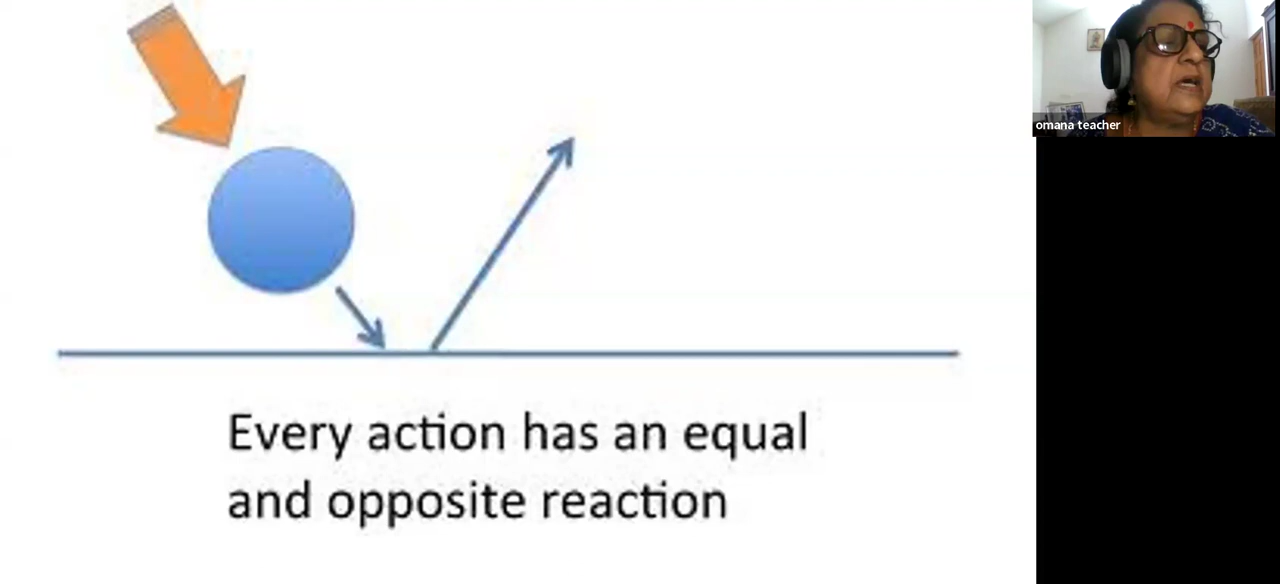 omana teacher
Every action has an equal
and opposite reaction